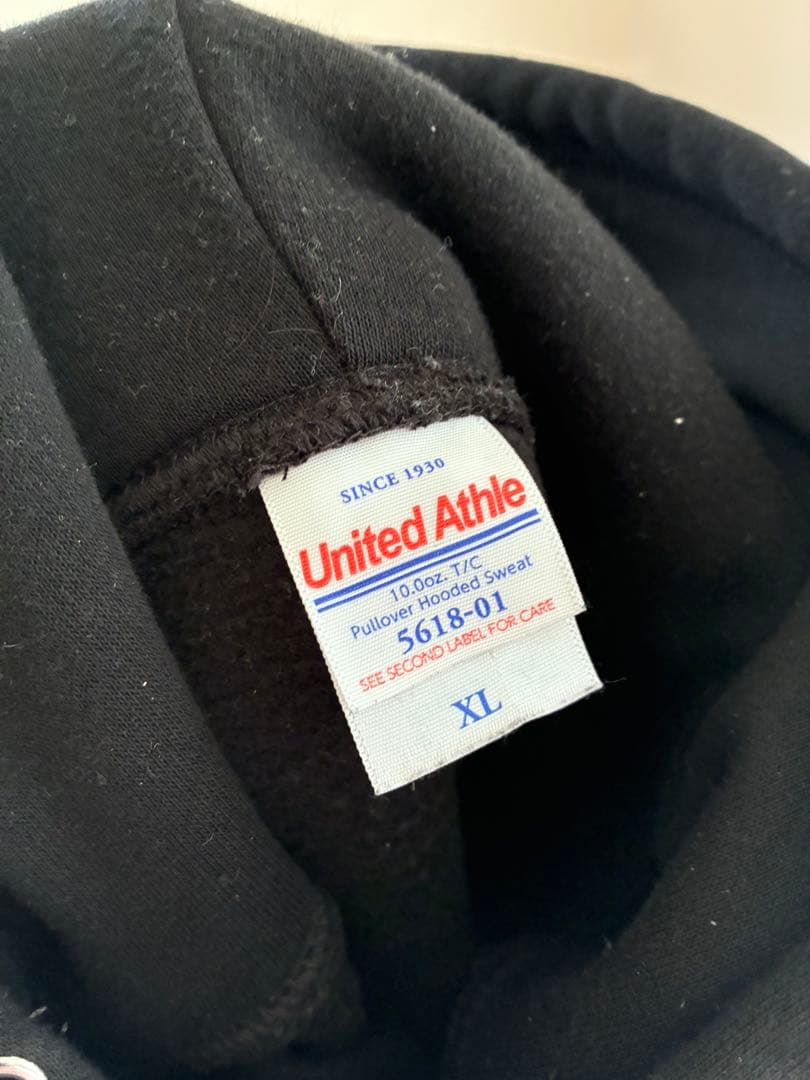 SINCE 1930
United Athle
10.0oz. T/C
Pullover Hooded Sweat
5618-01
SEE SECOND LABEL FOR CARE
XL